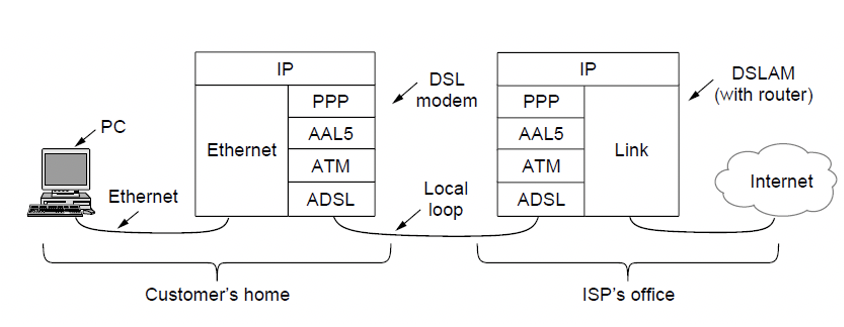 IP
PPP
AAL5
ATM
ADSL
Ethernet
DSL
modem
PC
Ethernet
Local
loop
IP
PPP
AAL5
ATM
ADSL
Link
DSLAM
(with router)
Internet
Customer's home
ISP's office